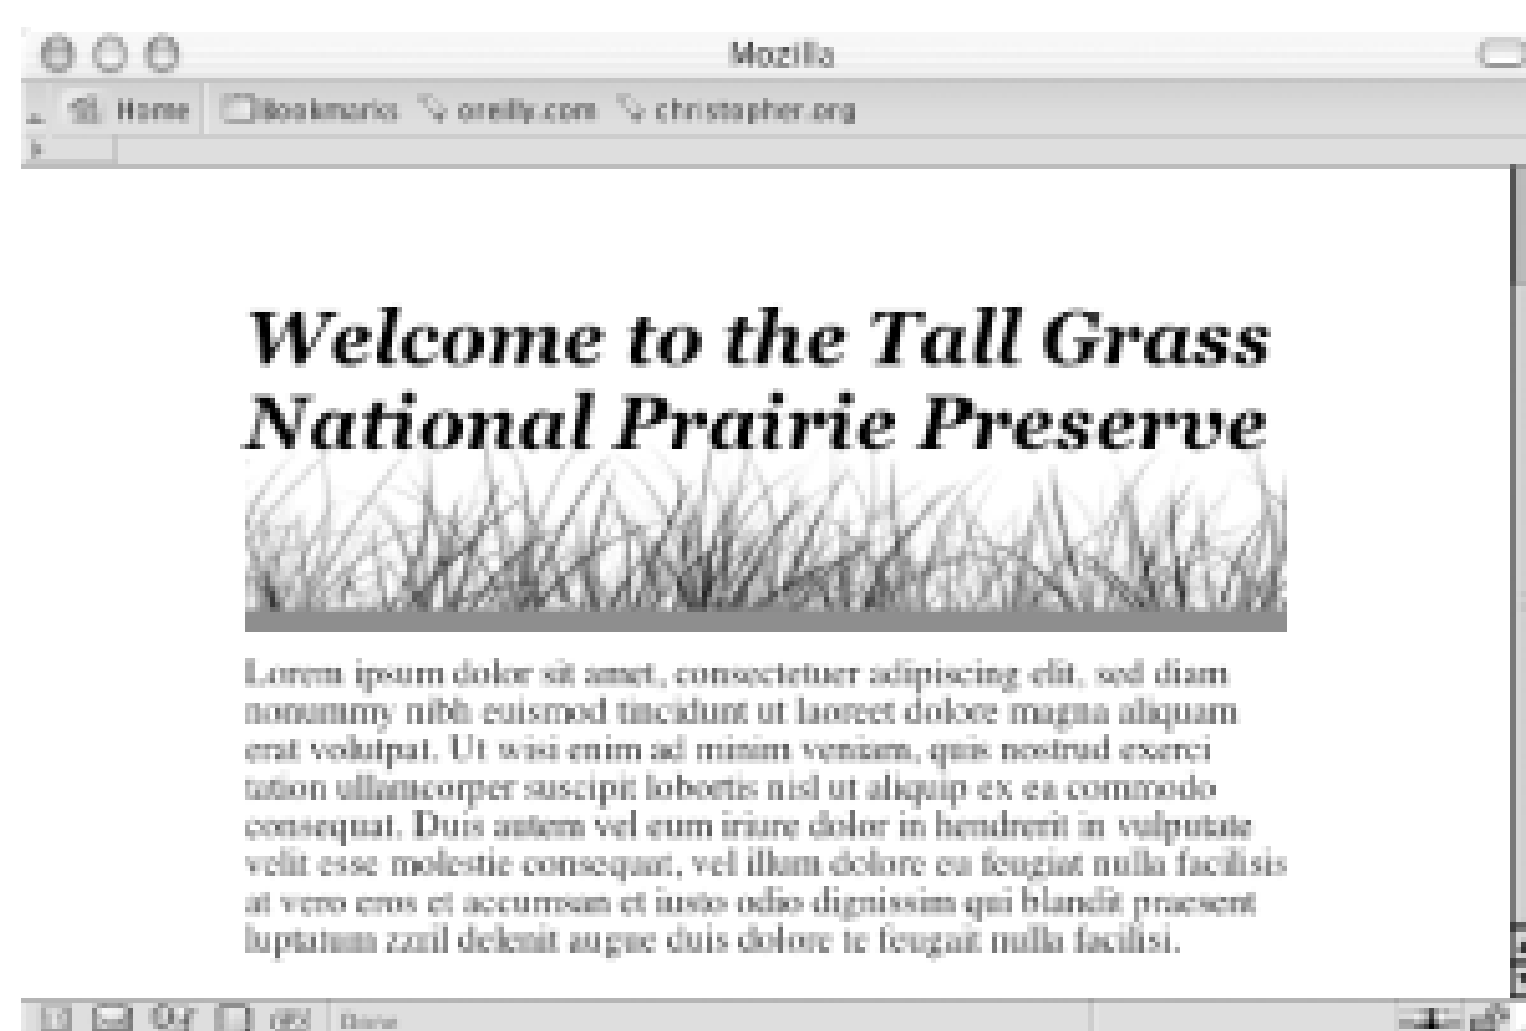 Mozilla
Home Bookmarks oreilly.com christopher.org
Welcome to the Tall Grass
National Prairie Preserve
Lorem ipsum dolor sit amet, consectetuer adipiscing elit, sed diam
nonummy nibh euismod tincidunt ut laoreet dolore magna aliquam
erat volutpat. Ut wisi enim ad minim veniam, quis nostrud exerci
tation ullamcorper suscipit lobortis nisl ut aliquip ex ea commodo
consequat. Duis autem vel eum iriure dolor in hendrerit in vulputate
velit esse molestie consequat, vel illum dolore eu feugiat nulla facilisis
at vero eros et accumsan et iusto odio dignissim qui blandit praesent
luptatum zzril delenit augue duis dolore te feugait nulla facilisi.
Done